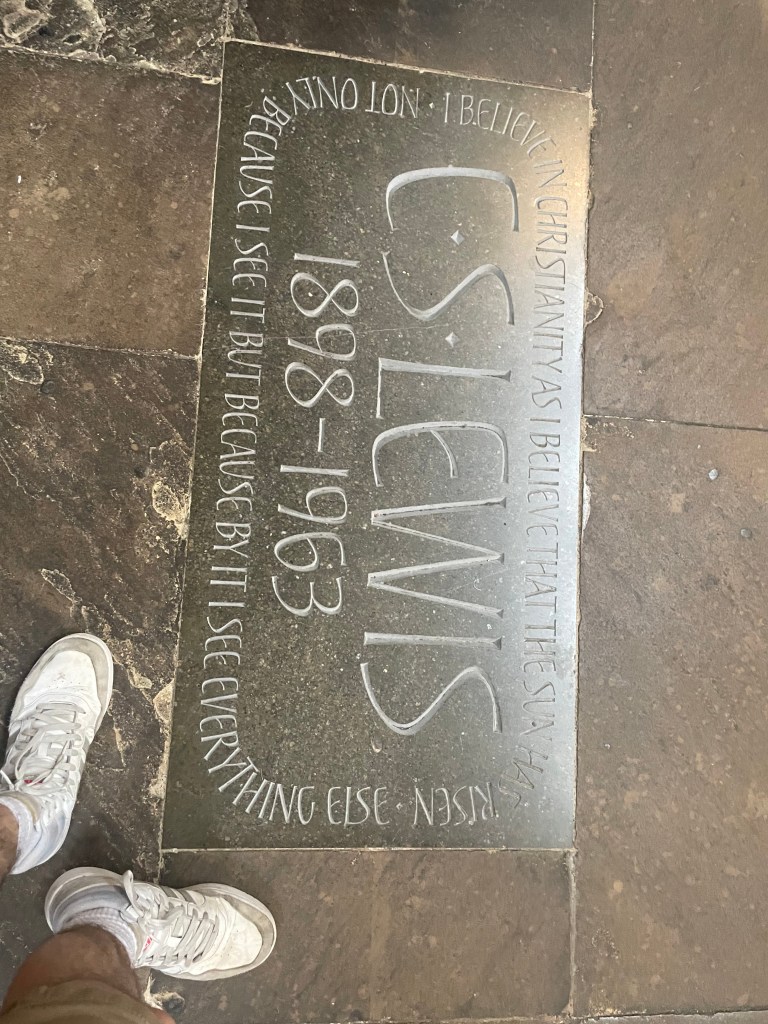 C·S·LEWIS
1898–1963
I BELIEVE IN CHRISTIANITY AS I BELIEVE THAT THE SUN HAS RISEN · NOT ONLY BECAUSE I SEE IT BUT BECAUSE BY IT I SEE EVERYTHING ELSE ·